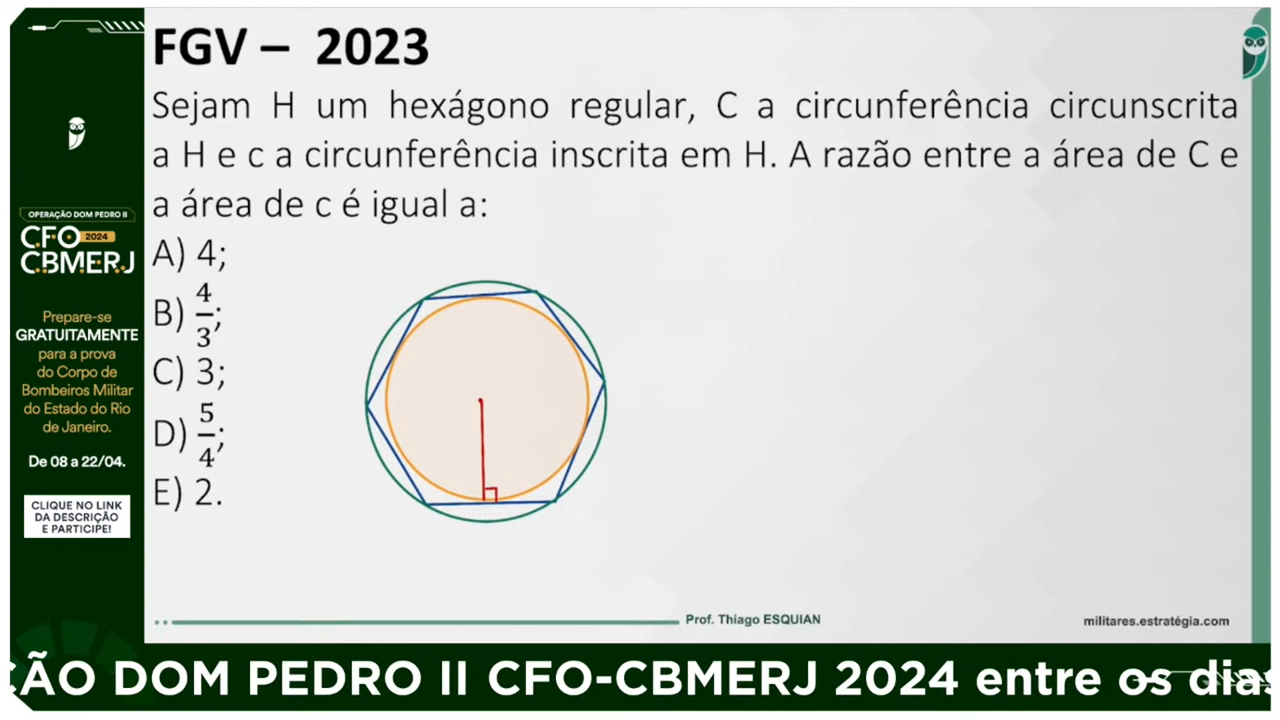 FGV – 2023
Sejam H um hexágono regular, C a circunferência circunscrita
a H e c a circunferência inscrita em H. A razão entre a área de C e
a área de c é igual a:
A) 4;
B) 4/3;
C) 3;
D) 5/4;
E) 2.
OPERAÇÃO DOM PEDRO II
CFO 2024
CBMERJ
Prepare-se
GRATUITAMENTE
para a prova
do Corpo de
Bombeiros Militar
do Estado do Rio
de Janeiro.
De 08 a 22/04.
CLIQUE NO LINK
DA DESCRIÇÃO
E PARTICIPE!
Prof. Thiago ESQUIAN
militares.estratégia.com
ÇÃO DOM PEDRO II CFO-CBMERJ 2024 entre os dias